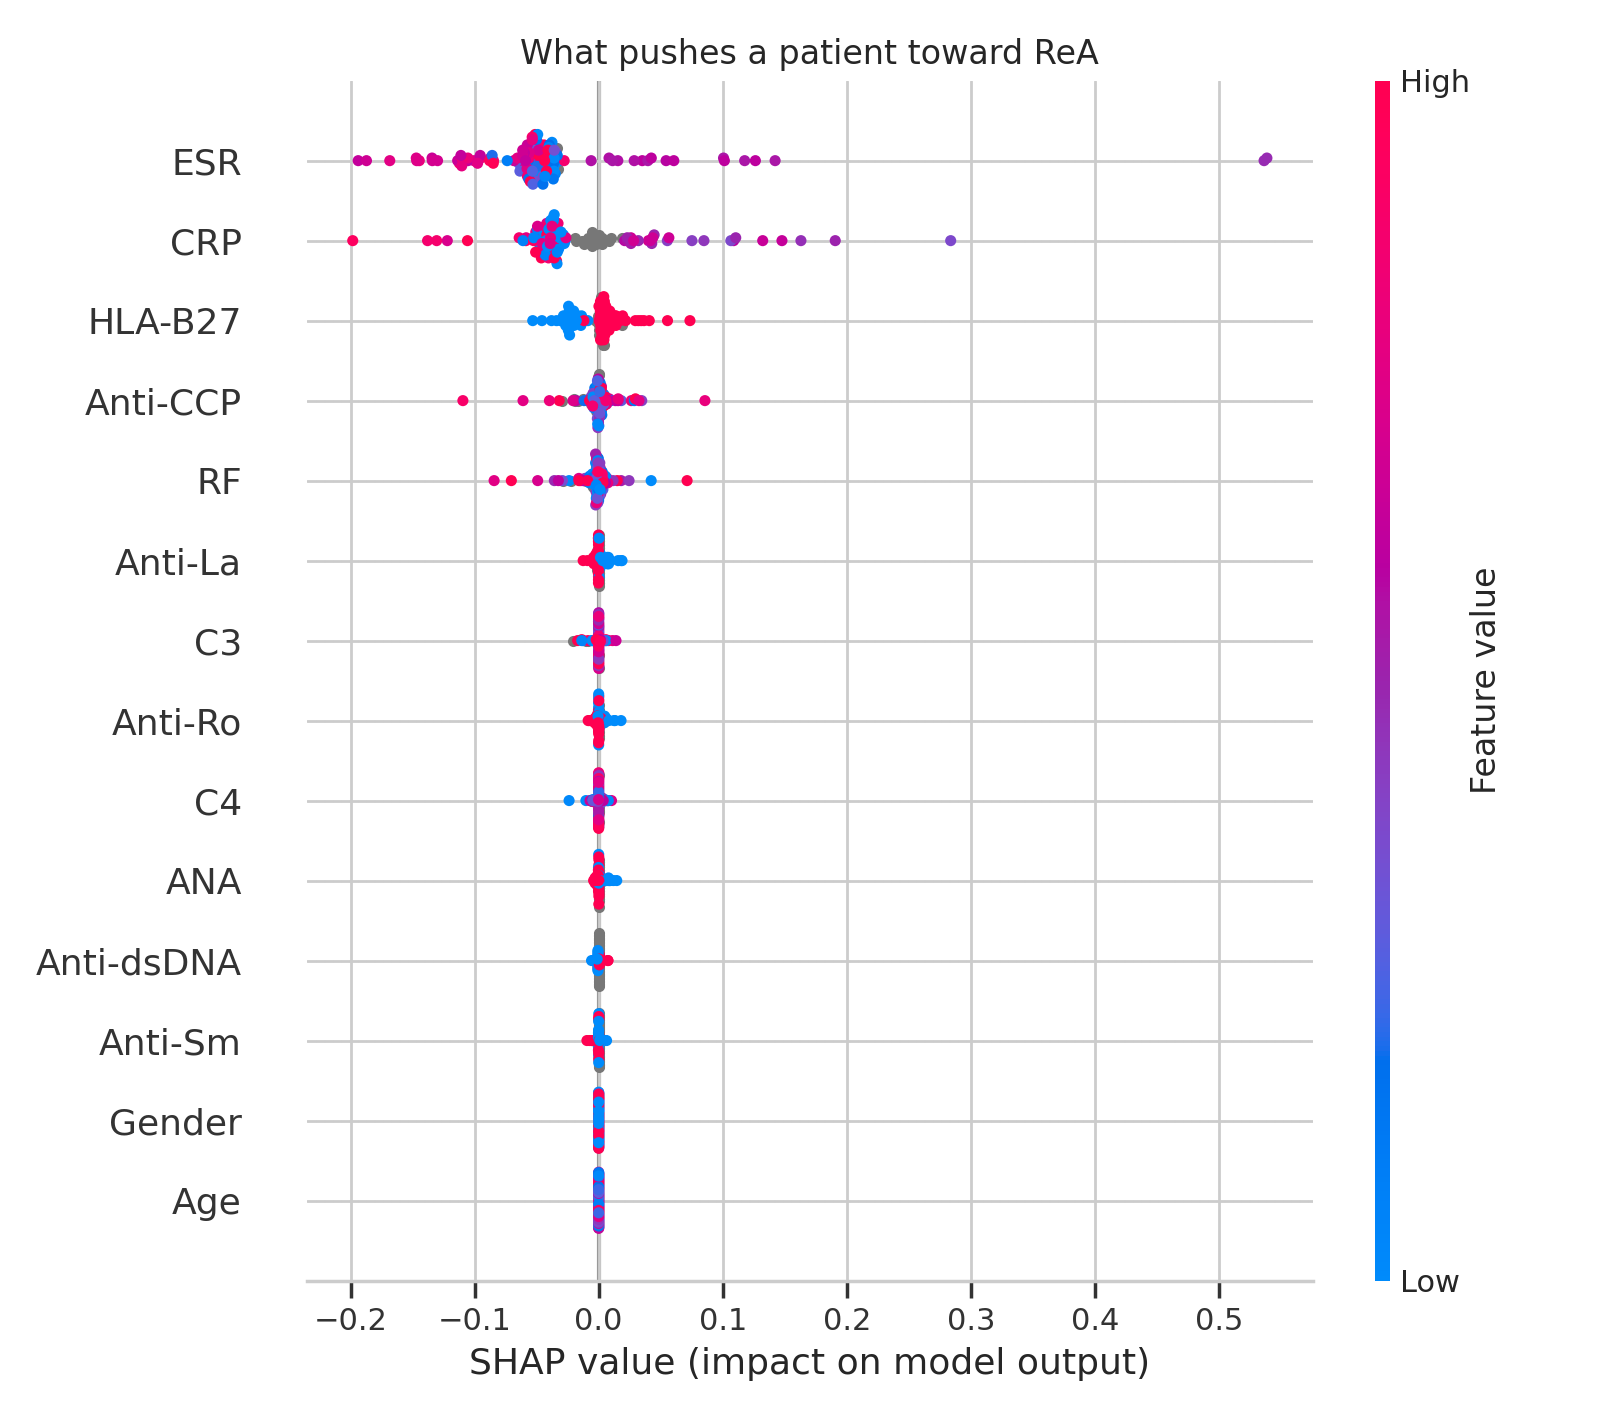 What pushes a patient toward ReA
High
ESR
CRP
HLA-B27
Anti-CCP
RF
Anti-La
C3
Anti-Ro
C4
ANA
Anti-dsDNA
Anti-Sm
Gender
Age
Feature value
Low
−0.2 −0.1 0.0 0.1 0.2 0.3 0.4 0.5
SHAP value (impact on model output)